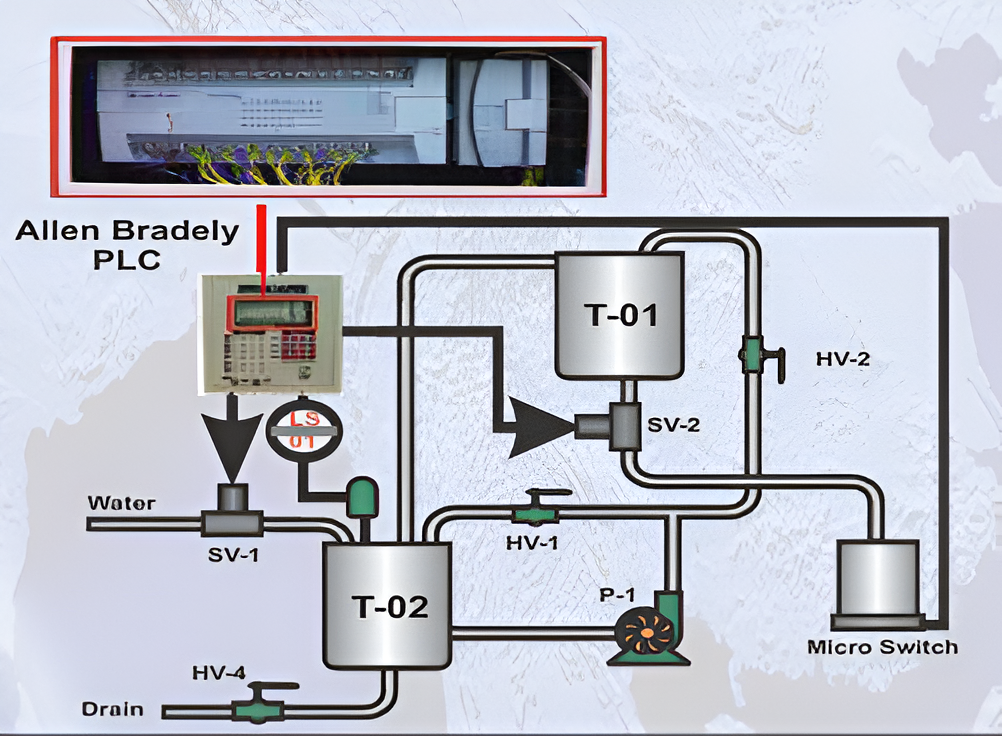 Allen Bradely
PLC
T-01
HV-2
LS
01
SV-2
Water
SV-1
HV-1
T-02
P-1
Micro Switch
HV-4
Drain